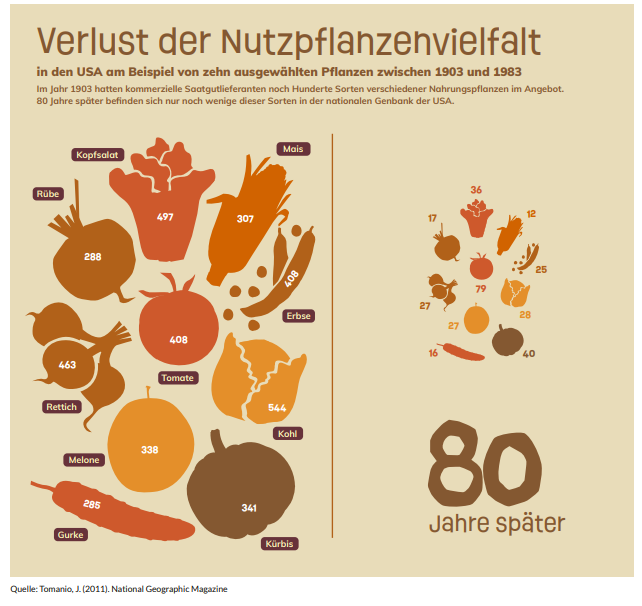 Verlust der Nutzpflanzenvielfalt
in den USA am Beispiel von zehn ausgewählten Pflanzen zwischen 1903 und 1983
Im Jahr 1903 hatten kommerzielle Saatgutlieferanten noch Hunderte Sorten verschiedener Nahrungspflanzen im Angebot.
80 Jahre später befinden sich nur noch wenige dieser Sorten in der nationalen Genbank der USA.
Kopfsalat
497
Mais
307
Rübe
288
408
Erbse
408
Tomate
463
Rettich
544
Kohl
338
Melone
285
Gurke
341
Kürbis
36
12
17
25
79
27
28
27
40
16
80
Jahre später
Quelle: Tomanio, J. (2011). National Geographic Magazine